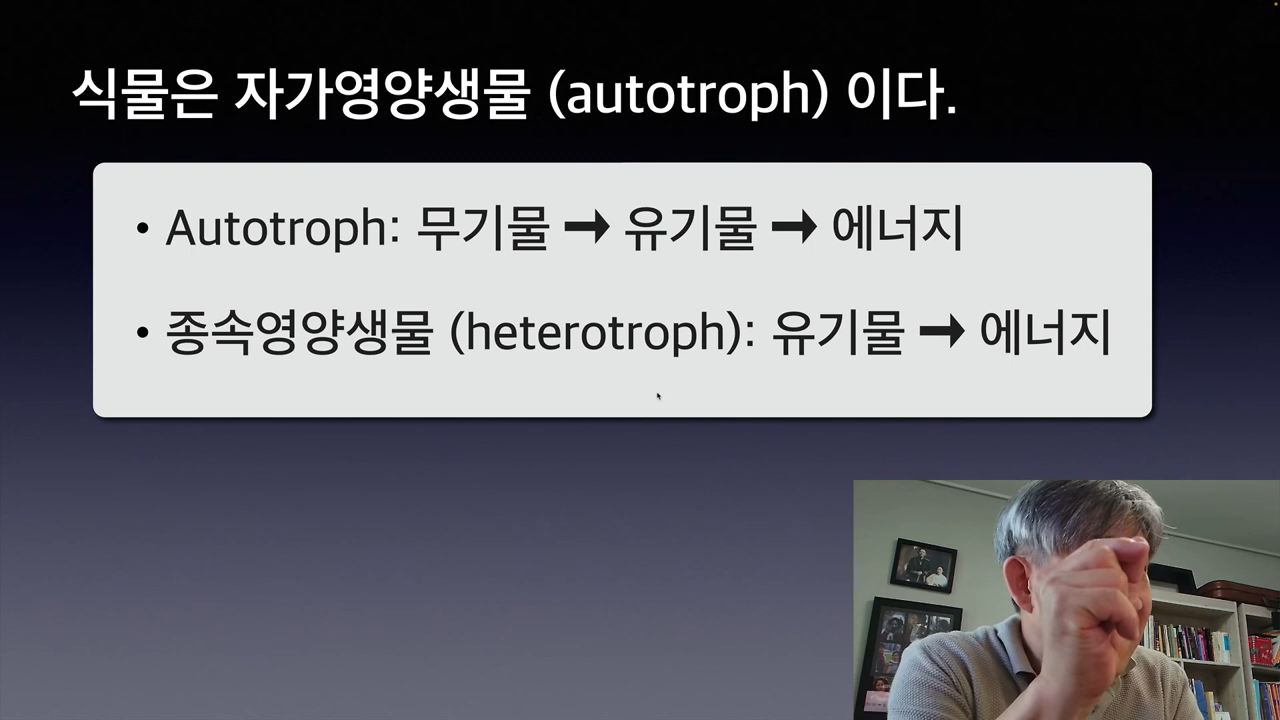 식물은 자가영양생물 (autotroph) 이다.
• Autotroph: 무기물 ➡ 유기물 ➡ 에너지
• 종속영양생물 (heterotroph): 유기물 ➡ 에너지